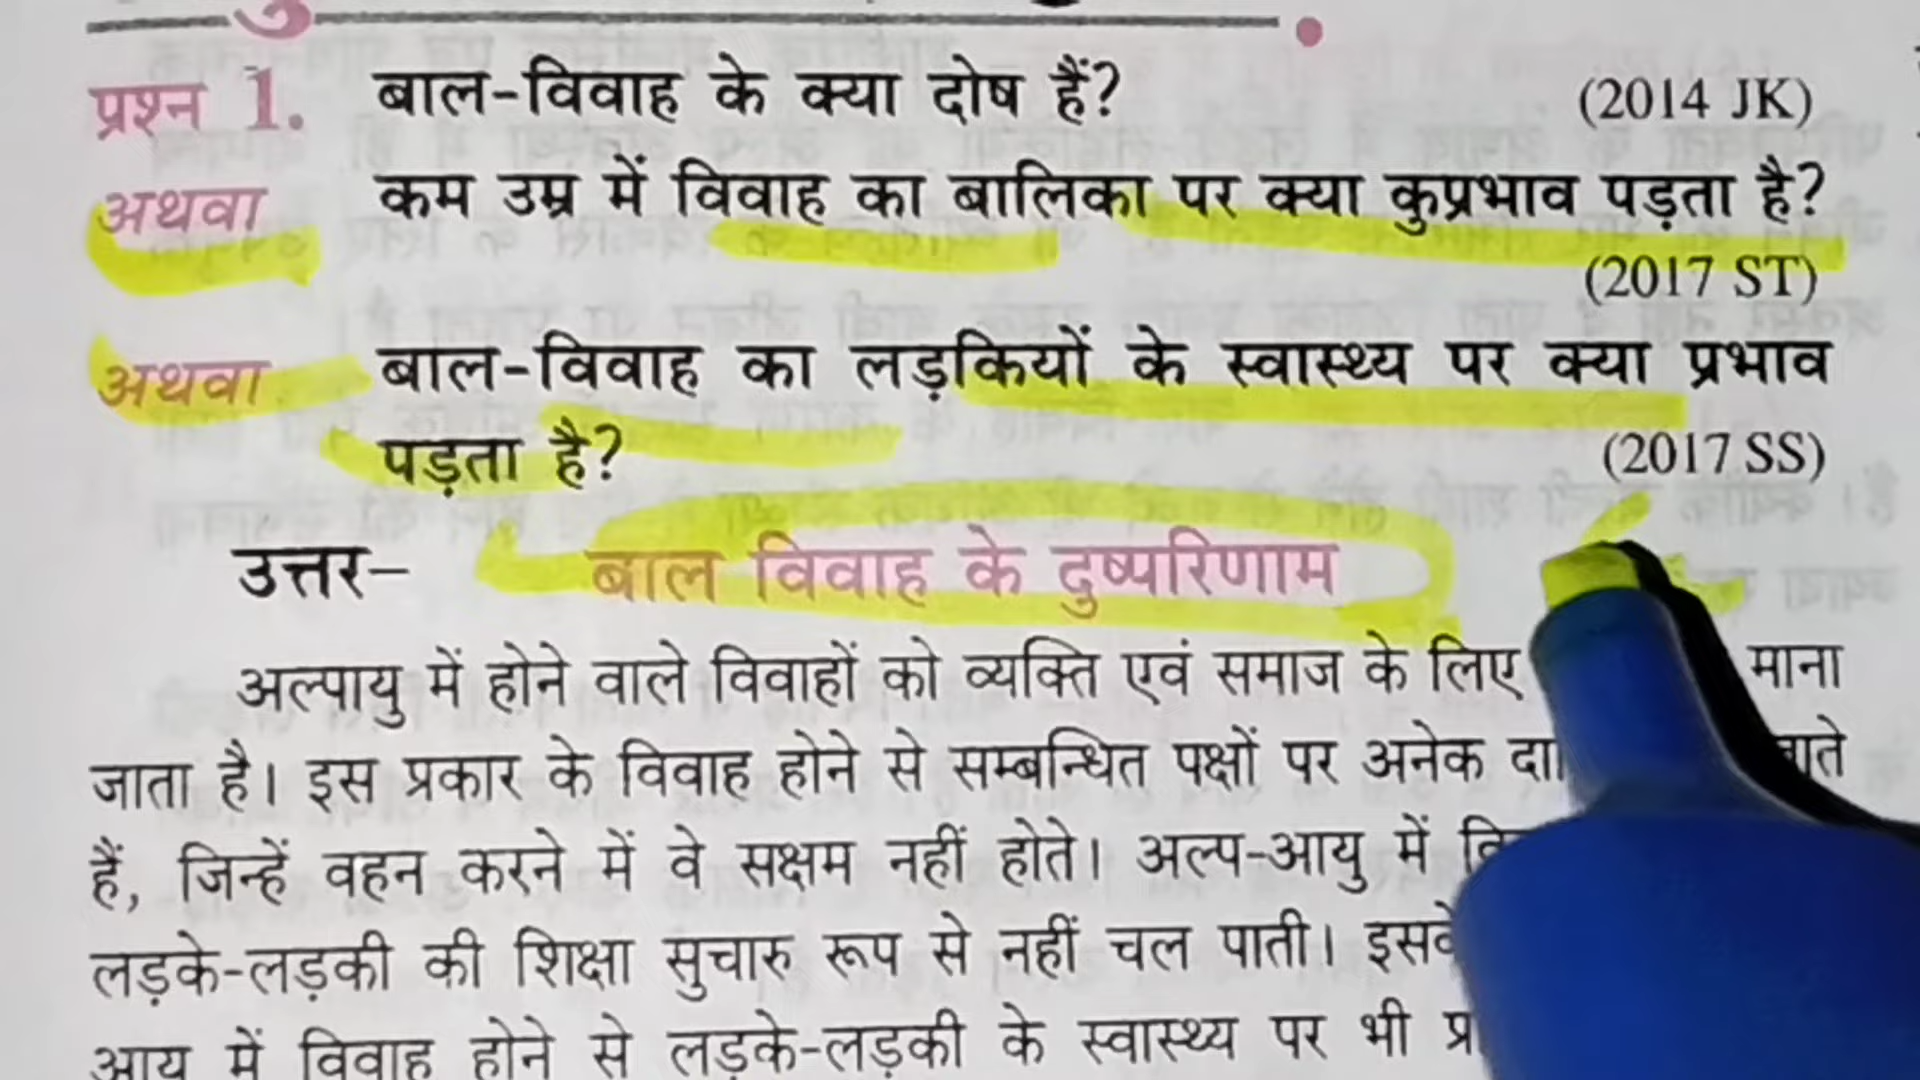 प्रश्न 1. बाल-विवाह के क्या दोष हैं? (2014 JK)
अथवा कम उम्र में विवाह का बालिका पर क्या कुप्रभाव पड़ता है?
(2017 ST)
अथवा बाल-विवाह का लड़कियों के स्वास्थ्य पर क्या प्रभाव
पड़ता है? (2017 SS)
उत्तर– बाल विवाह के दुष्परिणाम
अल्पायु में होने वाले विवाहों को व्यक्ति एवं समाज के लिए माना
जाता है। इस प्रकार के विवाह होने से सम्बन्धित पक्षों पर अनेक
हैं, जिन्हें वहन करने में वे सक्षम नहीं होते। अल्प-आयु में
लड़के-लड़की की शिक्षा सुचारु रूप से नहीं चल पाती।
आयु में विवाह होने से लड़के-लड़की के स्वास्थ्य पर भी